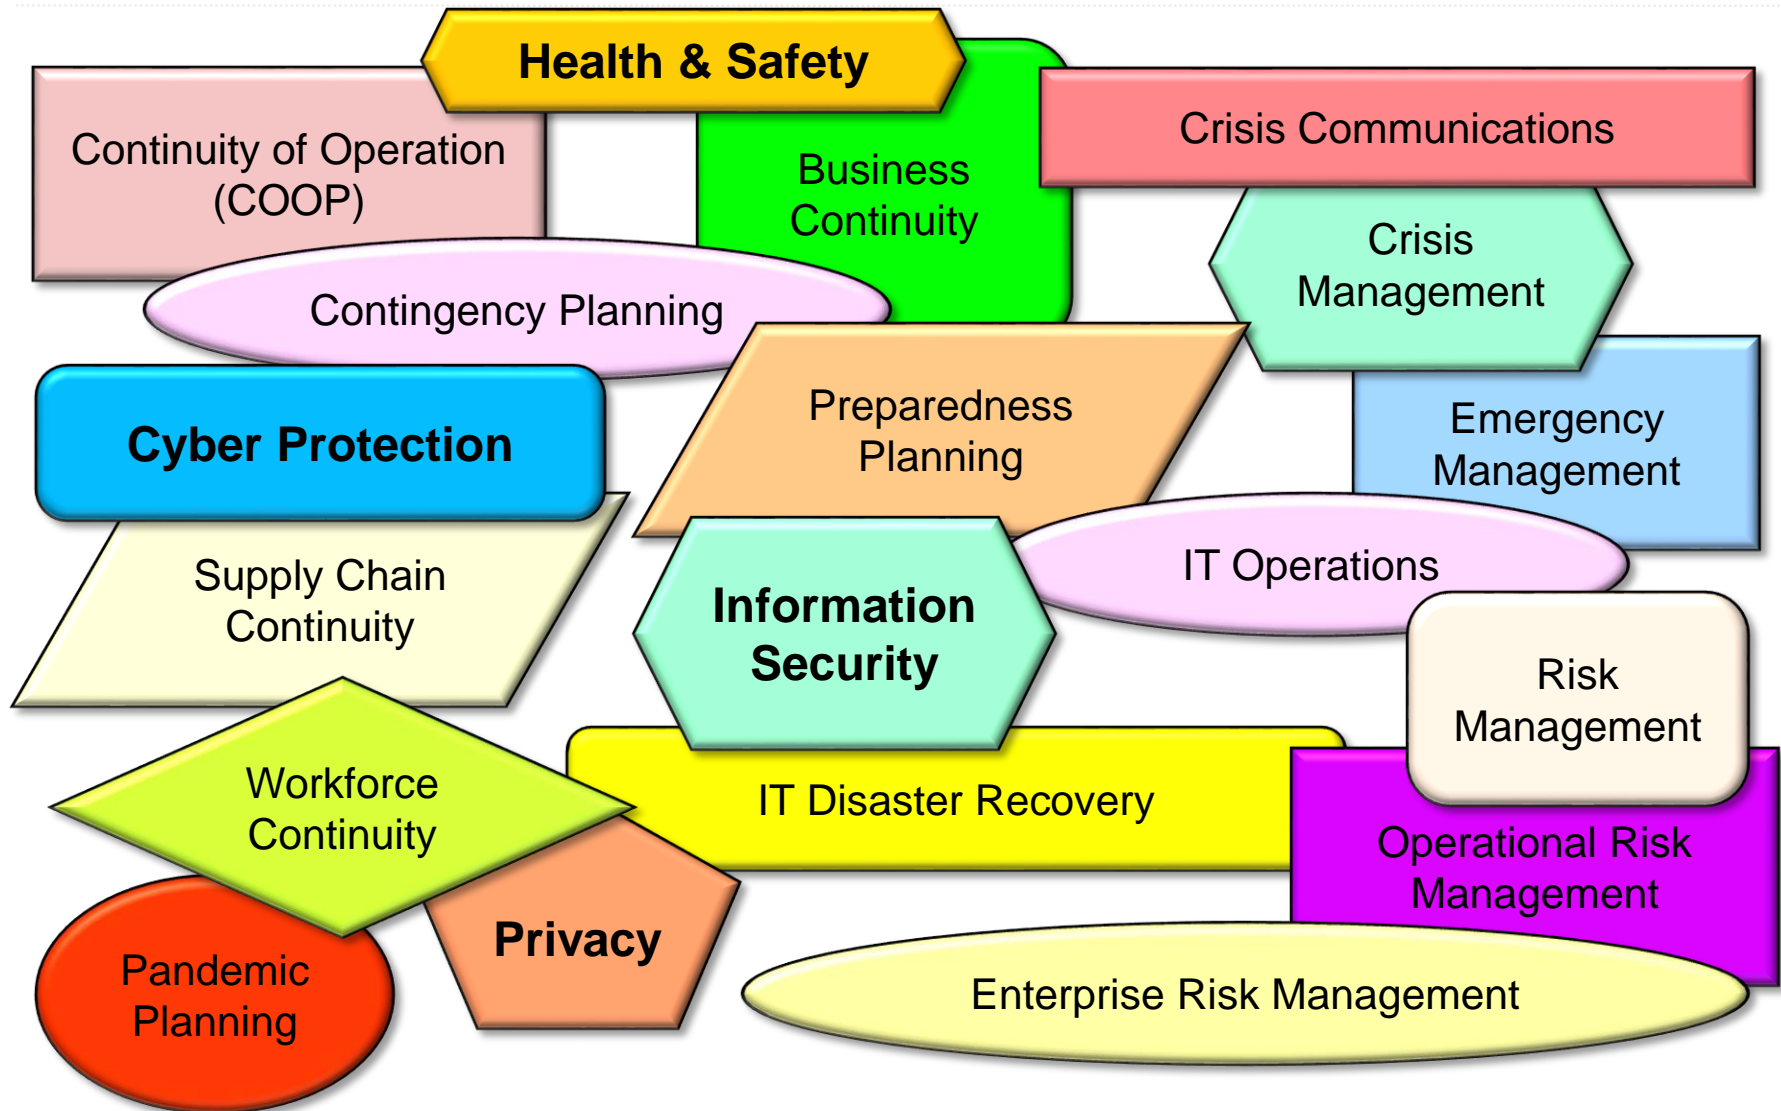 Health & Safety
Continuity of Operation
(COOP)
Business
Continuity
Crisis Communications
Crisis
Management
Contingency Planning
Preparedness
Planning
Emergency
Management
Cyber Protection
Supply Chain
Continuity
Information
Security
IT Operations
Risk
Management
Workforce
Continuity
IT Disaster Recovery
Operational Risk
Management
Privacy
Pandemic
Planning
Enterprise Risk Management